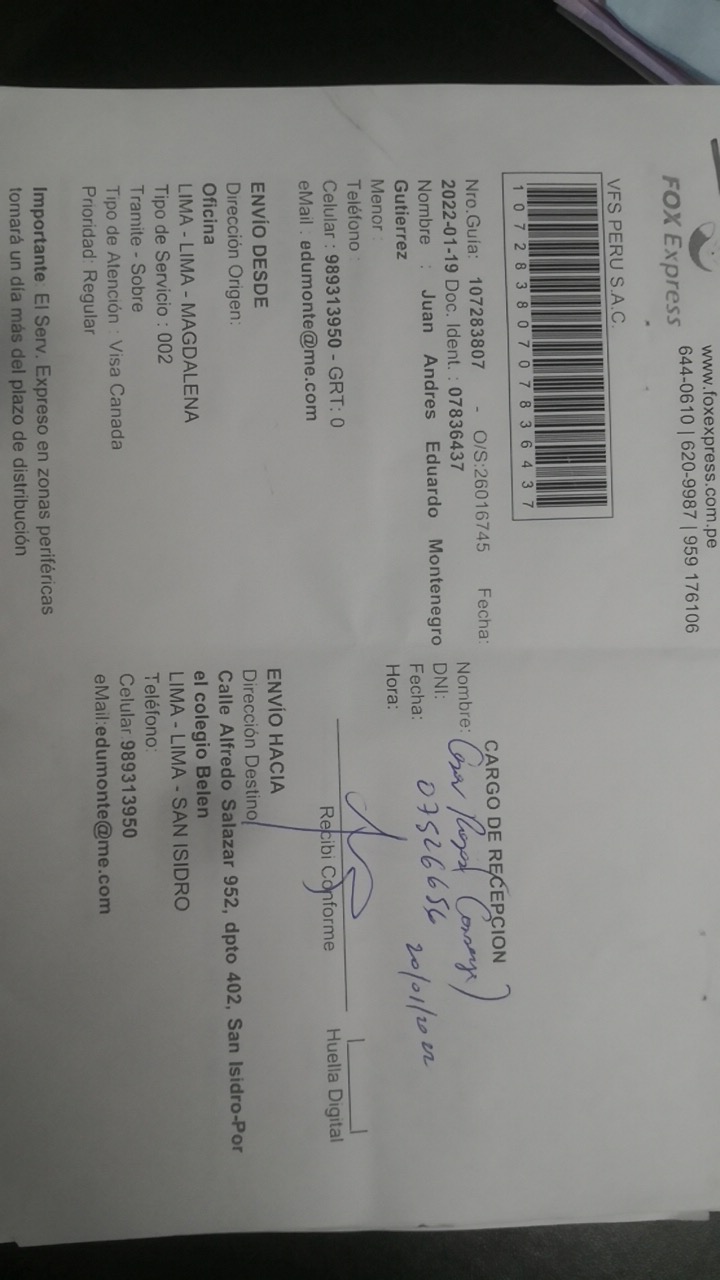 FOX Express
www.foxexpress.com.pe
644-0610 | 620-9987 | 959 176106
VFS PERU S.A.C.
10728380707836437
Nro.Guía: 107283807 - O/S:26016745 Fecha:
2022-01-19 Doc. Ident. : 07836437
Nombre : Juan Andres Eduardo Montenegro
Gutierrez
Menor :
Teléfono :
Celular : 989313950 - GRT: 0
eMail : edumonte@me.com
ENVÍO DESDE
Dirección Origen:
Oficina
LIMA - LIMA - MAGDALENA
Tipo de Servicio : 002
Tramite - Sobre
Tipo de Atención : Visa Canada
Prioridad: Regular
Importante: El Serv. Expreso en zonas periféricas
tomará un día más del plazo de distribución
CARGO DE RECEPCION
Nombre:
DNI: 07526656
Fecha: 20/01/2022
Hora:
Recibi Conforme
Huella Digital
ENVÍO HACIA
Dirección Destino
Calle Alfredo Salazar 952, dpto 402, San Isidro-Por
el colegio Belen
LIMA - LIMA - SAN ISIDRO
Teléfono:
Celular 989313950
eMail:edumonte@me.com